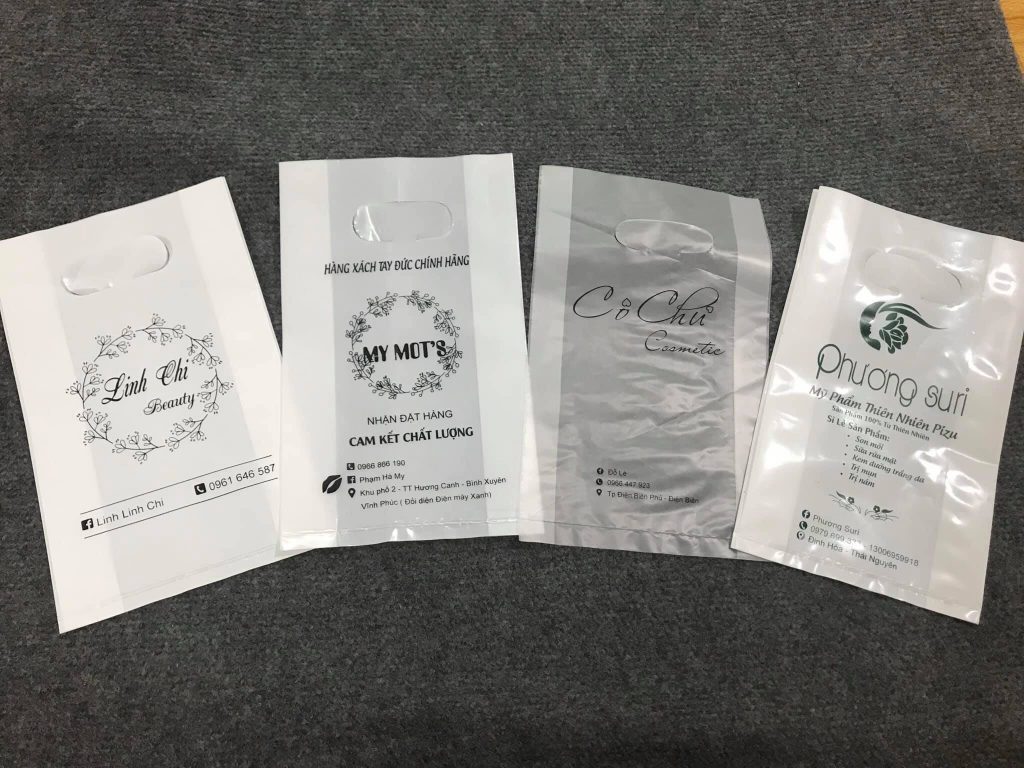 Linh Chi
Beauty
0961 646 587
Linh Linh Chi
HÀNG XÁCH TAY ĐỨC CHÍNH HÃNG
MY MOT'S
NHẬN ĐẶT HÀNG
CAM KẾT CHẤT LƯỢNG
0986 866 190
Phạm Hà My
Khu phố 2 - TT Hương Canh - Bình Xuyên
Vĩnh Phúc ( Đối diện Điện máy Xanh)
Cô Chủ
Cosmetic
Đỗ Lê
0966.447.923
Tp Điện Biên Phủ - Điện Biên
Phương Suri
Mỹ Phẩm Thiên Nhiên Pizu
Sản Phẩm 100% Từ Thiên Nhiên
Sỉ Lẻ Sản Phẩm:
• Son môi
• Sữa rửa mặt
• Kem dưỡng trắng da
• Trị mụn
• Trị nám
Phương Suri
0979.899 - 13006959918
Định Hóa - Thái Nguyên